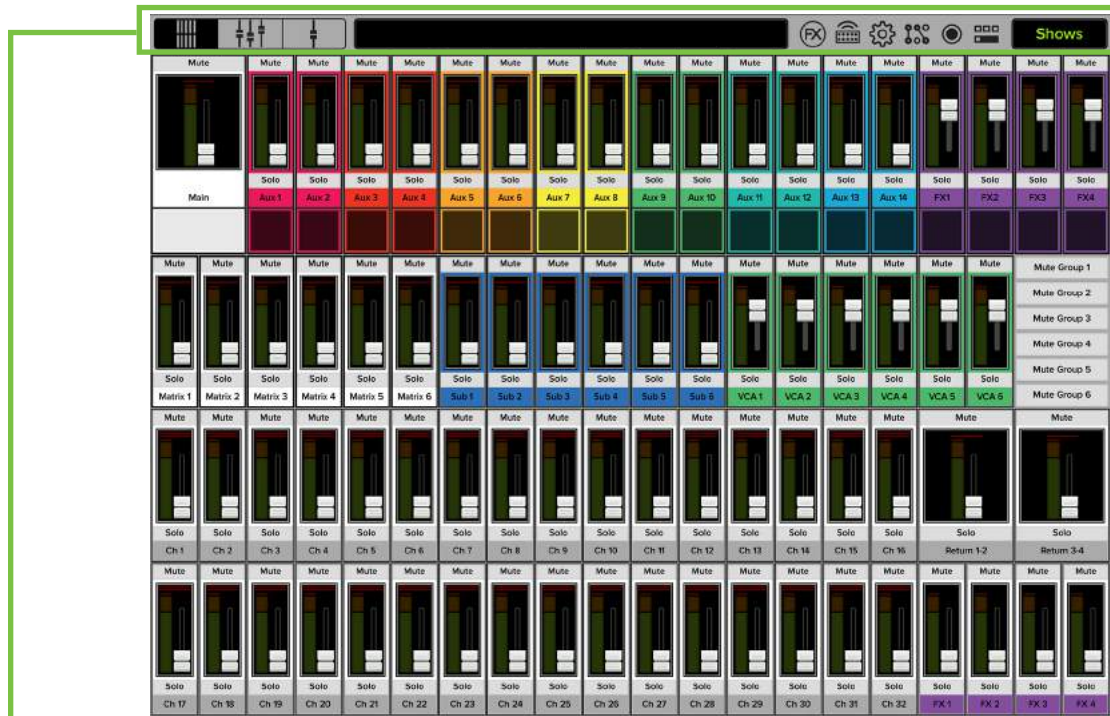 Shows
Mute Mute Mute Mute Mute Mute Mute Mute Mute Mute Mute Mute Mute Mute Mute Mute Mute Mute Mute
Solo Solo Solo Solo Solo Solo Solo Solo Solo Solo Solo Solo Solo Solo Solo Solo Solo Solo
Main Aux 1 Aux 2 Aux 3 Aux 4 Aux 5 Aux 6 Aux 7 Aux 8 Aux 9 Aux 10 Aux 11 Aux 12 Aux 13 Aux 14 FX1 FX2 FX3 FX4
Mute Mute Mute Mute Mute Mute Mute Mute Mute Mute Mute Mute Mute Mute Mute Mute Mute Mute
Mute Group 1
Mute Group 2
Mute Group 3
Mute Group 4
Mute Group 5
Mute Group 6
Solo Solo Solo Solo Solo Solo Solo Solo Solo Solo Solo Solo Solo Solo Solo Solo Solo Solo
Matrix 1 Matrix 2 Matrix 3 Matrix 4 Matrix 5 Matrix 6 Sub 1 Sub 2 Sub 3 Sub 4 Sub 5 Sub 6 VCA 1 VCA 2 VCA 3 VCA 4 VCA 5 VCA 6
Mute Mute Mute Mute Mute Mute Mute Mute Mute Mute Mute Mute Mute Mute Mute Mute Mute Mute
Solo Solo Solo Solo Solo Solo Solo Solo Solo Solo Solo Solo Solo Solo Solo Solo Solo Solo
Ch 1 Ch 2 Ch 3 Ch 4 Ch 5 Ch 6 Ch 7 Ch 8 Ch 9 Ch 10 Ch 11 Ch 12 Ch 13 Ch 14 Ch 15 Ch 16 Return 1-2 Return 3-4
Mute Mute Mute Mute Mute Mute Mute Mute Mute Mute Mute Mute Mute Mute Mute Mute Mute Mute Mute Mute
Solo Solo Solo Solo Solo Solo Solo Solo Solo Solo Solo Solo Solo Solo Solo Solo Solo Solo Solo Solo
Ch 17 Ch 18 Ch 19 Ch 20 Ch 21 Ch 22 Ch 23 Ch 24 Ch 25 Ch 26 Ch 27 Ch 28 Ch 29 Ch 30 Ch 31 Ch 32 FX 1 FX 2 FX 3 FX 4